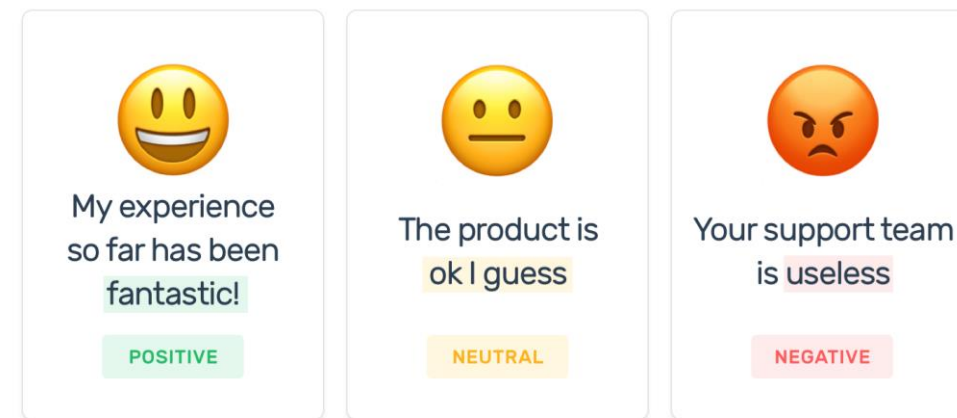 My experience
so far has been
fantastic!
POSITIVE
The product is
ok I guess
NEUTRAL
Your support team
is useless
NEGATIVE